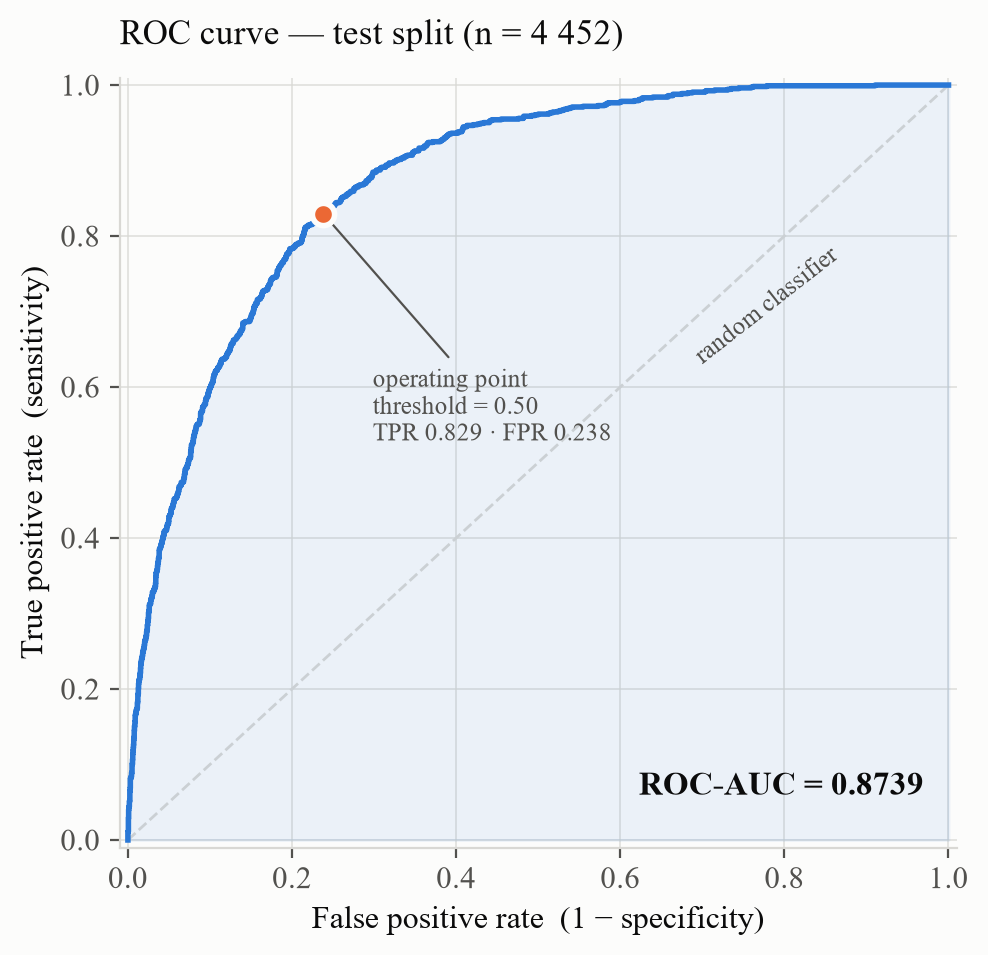 ROC curve — test split (n = 4 452)
1.0
0.8
0.6
0.4
0.2
0.0
True positive rate (sensitivity)
random classifier
operating point
threshold = 0.50
TPR 0.829 · FPR 0.238
ROC-AUC = 0.8739
0.0 0.2 0.4 0.6 0.8 1.0
False positive rate (1 − specificity)